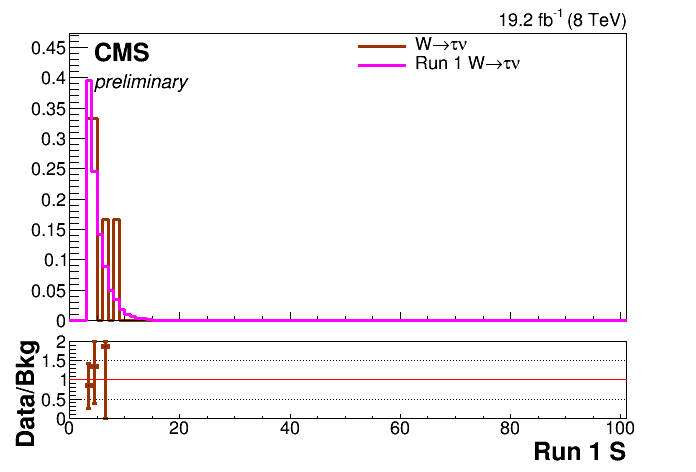 19.2 fb-1 (8 TeV)
CMS
preliminary
W→τν
Run 1 W→τν
0.45
0.4
0.35
0.3
0.25
0.2
0.15
0.1
0.05
0
Data/Bkg
2
1.5
1
0.5
0
0 20 40 60 80 100
Run 1 S